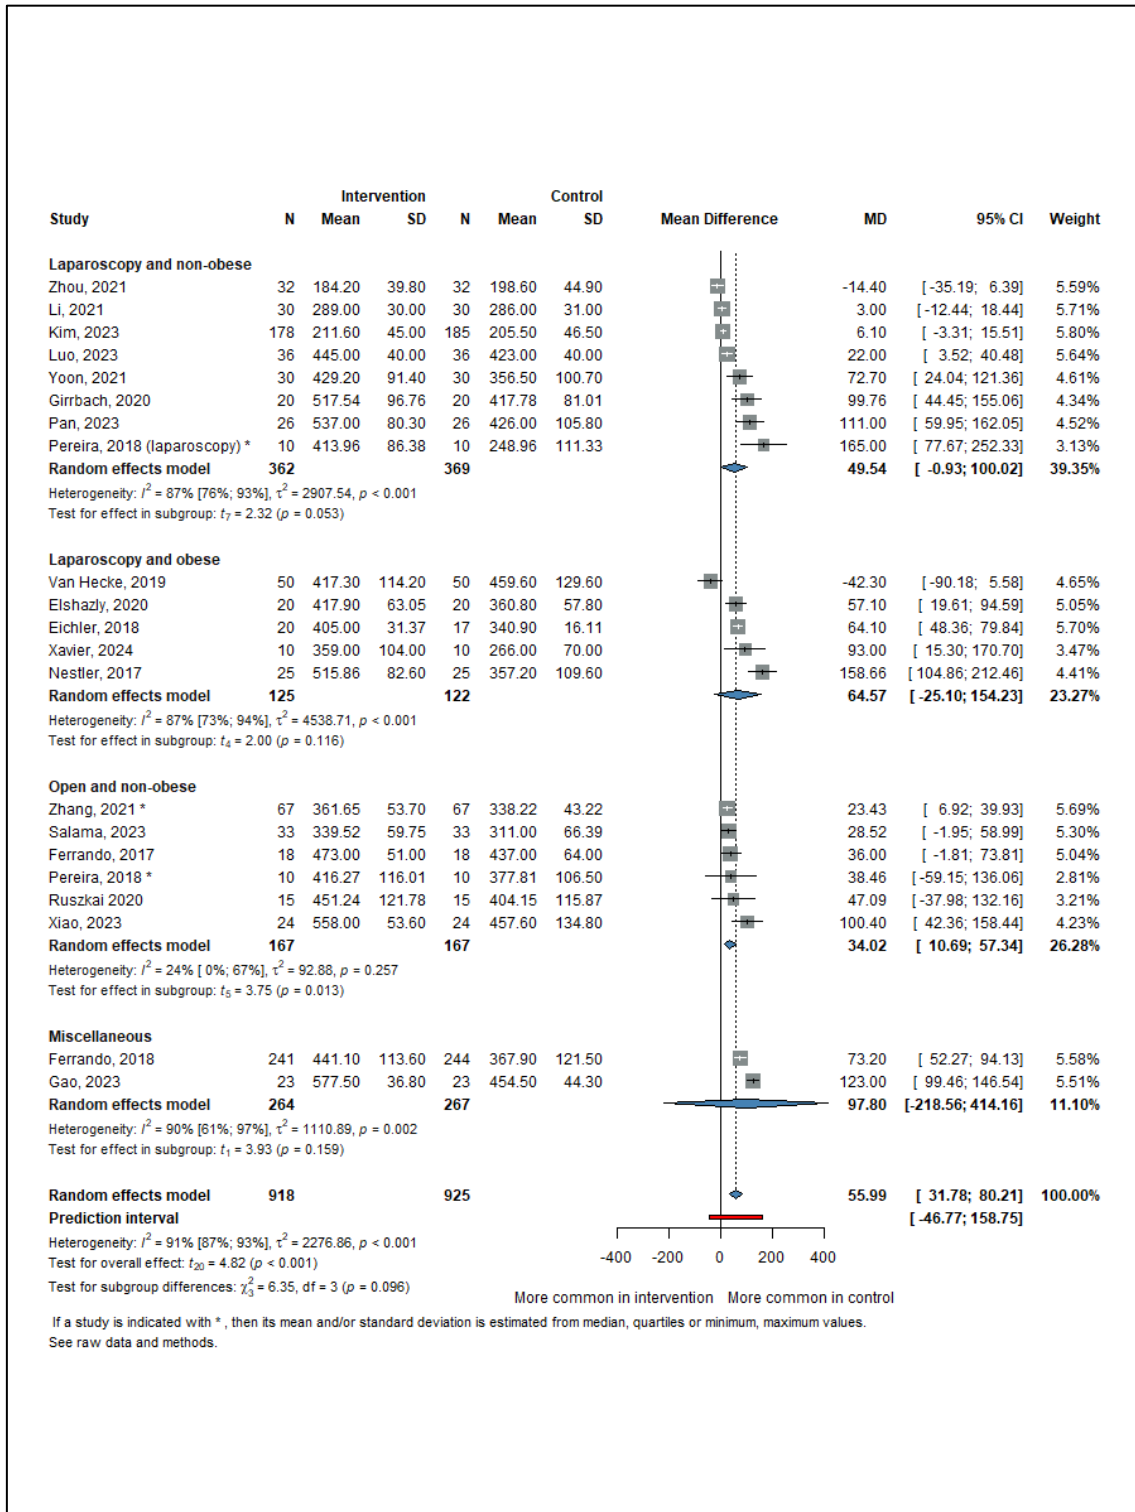 Intervention Control
Study N Mean SD N Mean SD Mean Difference MD 95% CI Weight
Laparoscopy and non-obese
Zhou, 2021 32 184.20 39.80 32 198.60 44.90 -14.40 [ -35.19; 6.39] 5.59%
Li, 2021 30 289.00 30.00 30 286.00 31.00 3.00 [ -12.44; 18.44] 5.71%
Kim, 2023 178 211.60 45.00 185 205.50 46.50 6.10 [ -3.31; 15.51] 5.80%
Luo, 2023 36 445.00 40.00 36 423.00 40.00 22.00 [ 3.52; 40.48] 5.64%
Yoon, 2021 30 429.20 91.40 30 356.50 100.70 72.70 [ 24.04; 121.36] 4.61%
Girrbach, 2020 20 517.54 96.76 20 417.78 81.01 99.76 [ 44.45; 155.06] 4.34%
Pan, 2023 26 537.00 80.30 26 426.00 105.80 111.00 [ 59.95; 162.05] 4.52%
Pereira, 2018 (laparoscopy) * 10 413.96 86.38 10 248.96 111.33 165.00 [ 77.67; 252.33] 3.13%
Random effects model 362 369 49.54 [ -0.93; 100.02] 39.35%
Heterogeneity: I² = 87% [76%; 93%], τ² = 2907.54, p < 0.001
Test for effect in subgroup: t₇ = 2.32 (p = 0.053)
Laparoscopy and obese
Van Hecke, 2019 50 417.30 114.20 50 459.60 129.60 -42.30 [ -90.18; 5.58] 4.65%
Elshazly, 2020 20 417.90 63.05 20 360.80 57.80 57.10 [ 19.61; 94.59] 5.05%
Eichler, 2018 20 405.00 31.37 17 340.90 16.11 64.10 [ 48.36; 79.84] 5.70%
Xavier, 2024 10 359.00 104.00 10 266.00 70.00 93.00 [ 15.30; 170.70] 3.47%
Nestler, 2017 25 515.86 82.60 25 357.20 109.60 158.66 [ 104.86; 212.46] 4.41%
Random effects model 125 122 64.57 [ -25.10; 154.23] 23.27%
Heterogeneity: I² = 87% [73%; 94%], τ² = 4538.71, p < 0.001
Test for effect in subgroup: t₄ = 2.00 (p = 0.116)
Open and non-obese
Zhang, 2021 * 67 361.65 53.70 67 338.22 43.22 23.43 [ 6.92; 39.93] 5.69%
Salama, 2023 33 339.52 59.75 33 311.00 66.39 28.52 [ -1.95; 58.99] 5.30%
Ferrando, 2017 18 473.00 51.00 18 437.00 64.00 36.00 [ -1.81; 73.81] 5.04%
Pereira, 2018 * 10 416.27 116.01 10 377.81 106.50 38.46 [ -59.15; 136.06] 2.81%
Ruszkai 2020 15 451.24 121.78 15 404.15 115.87 47.09 [ -37.98; 132.16] 3.21%
Xiao, 2023 24 558.00 53.60 24 457.60 134.80 100.40 [ 42.36; 158.44] 4.23%
Random effects model 167 167 34.02 [ 10.69; 57.34] 26.28%
Heterogeneity: I² = 24% [ 0%; 67%], τ² = 92.88, p = 0.257
Test for effect in subgroup: t₅ = 3.75 (p = 0.013)
Miscellaneous
Ferrando, 2018 241 441.10 113.60 244 367.90 121.50 73.20 [ 52.27; 94.13] 5.58%
Gao, 2023 23 577.50 36.80 23 454.50 44.30 123.00 [ 99.46; 146.54] 5.51%
Random effects model 264 267 97.80 [-218.56; 414.16] 11.10%
Heterogeneity: I² = 90% [61%; 97%], τ² = 1110.89, p = 0.002
Test for effect in subgroup: t₁ = 3.93 (p = 0.159)
Random effects model 918 925 55.99 [ 31.78; 80.21] 100.00%
Prediction interval [ -46.77; 158.75]
Heterogeneity: I² = 91% [87%; 93%], τ² = 2276.86, p < 0.001
Test for overall effect: t₂₀ = 4.82 (p < 0.001)
-400 -200 0 200 400
Test for subgroup differences: χ²₃ = 6.35, df = 3 (p = 0.096)
More common in intervention More common in control
If a study is indicated with * , then its mean and/or standard deviation is estimated from median, quartiles or minimum, maximum values.
See raw data and methods.